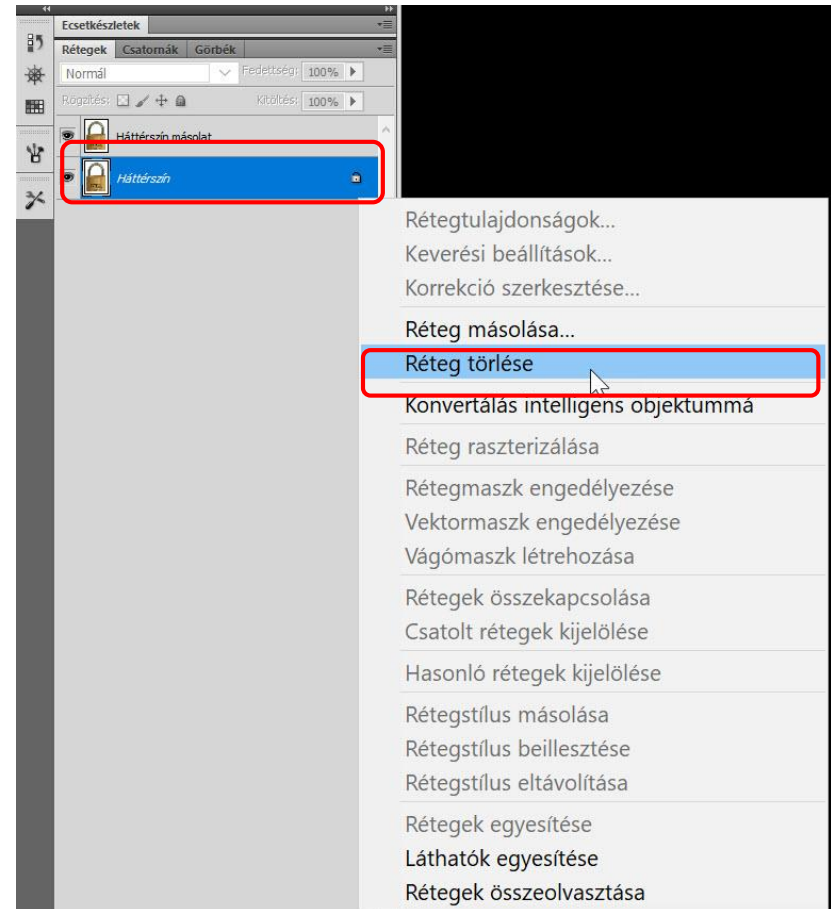 Ecsetkészletek
Rétegek Csatornák Görbék
Normál Fedettség: 100%
Rögzítés: Kitöltés: 100%
Háttérszín másolat
Háttérszín
Rétegtulajdonságok...
Keverési beállítások...
Korrekció szerkesztése...
Réteg másolása...
Réteg törlése
Konvertálás intelligens objektummá
Réteg raszterizálása
Rétegmaszk engedélyezése
Vektormaszk engedélyezése
Vágómaszk létrehozása
Rétegek összekapcsolása
Csatolt rétegek kijelölése
Hasonló rétegek kijelölése
Rétegstílus másolása
Rétegstílus beillesztése
Rétegstílus eltávolítása
Rétegek egyesítése
Láthatók egyesítése
Rétegek összeolvasztása